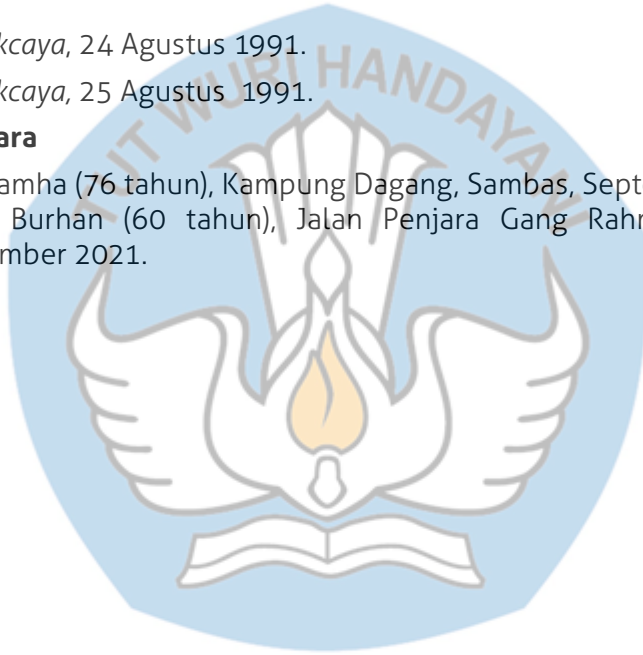 kcaya, 24 Agustus 1991.
kcaya, 25 Agustus 1991.
ara
amha (76 tahun), Kampung Dagang, Sambas, Sept
Burhan (60 tahun), Jalan Penjara Gang Rahr
mber 2021.
TUT WURI HANDAYANI